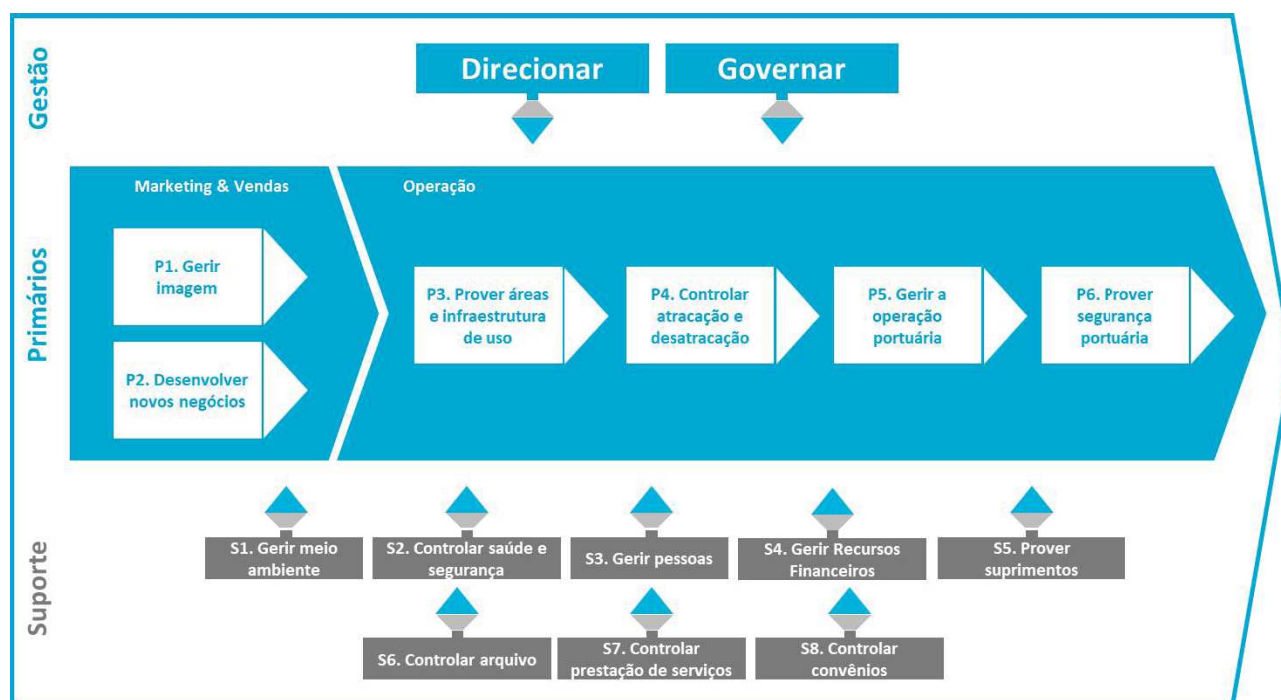 Gestão
Direcionar
Governar
Primários
Marketing & Vendas
Operação
P1. Gerir
imagem
P2. Desenvolver
novos negócios
P3. Prover áreas
e infraestrutura
de uso
P4. Controlar
atracação e
desatracação
P5. Gerir a
operação
portuária
P6. Prover
segurança
portuária
Suporte
S1. Gerir meio
ambiente
S2. Controlar saúde e
segurança
S3. Gerir pessoas
S4. Gerir Recursos
Financeiros
S5. Prover
suprimentos
S6. Controlar arquivo
S7. Controlar
prestação de serviços
S8. Controlar
convênios